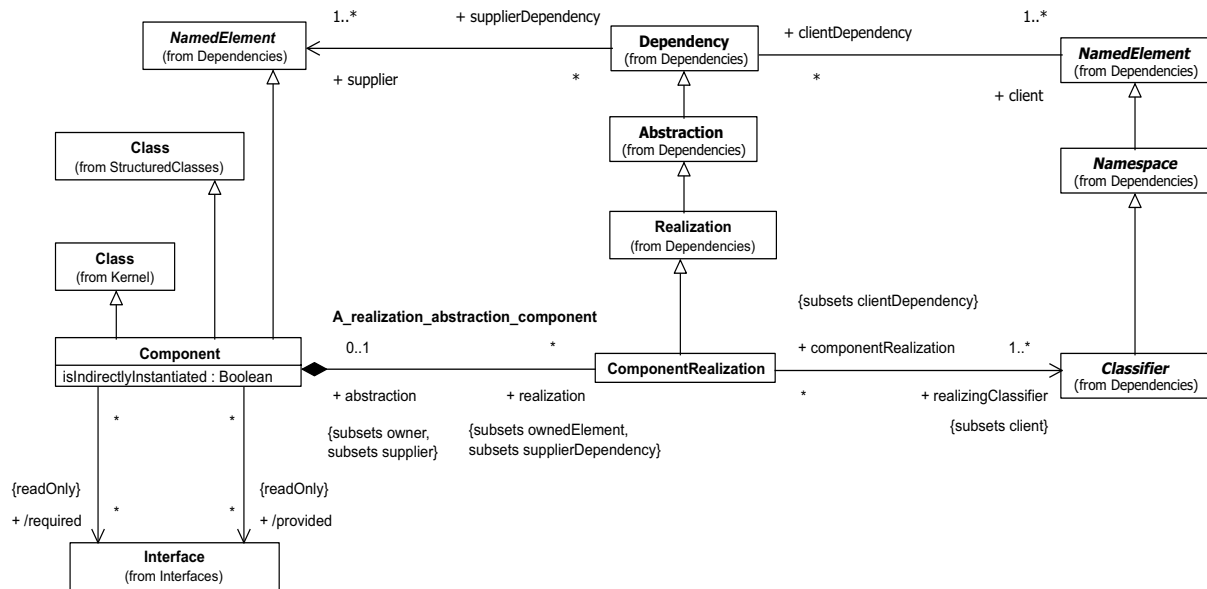 1..*
+ supplierDependency
1..*
NamedElement
(from Dependencies)
Dependency
(from Dependencies)
+ clientDependency
NamedElement
(from Dependencies)
+ supplier
*
*
+ client
Abstraction
(from Dependencies)
Class
(from StructuredClasses)
Namespace
(from Dependencies)
Realization
(from Dependencies)
Class
(from Kernel)
{subsets clientDependency}
A_realization_abstraction_component
Component
0..1
*
+ componentRealization
1..*
isIndirectlyInstantiated : Boolean
ComponentRealization
Classifier
(from Dependencies)
+ abstraction
+ realization
*
+ realizingClassifier
*
*
{subsets owner,
subsets supplier}
{subsets ownedElement,
subsets supplierDependency}
{subsets client}
{readOnly}
{readOnly}
+ /required
*
*
+ /provided
Interface
(from Interfaces)